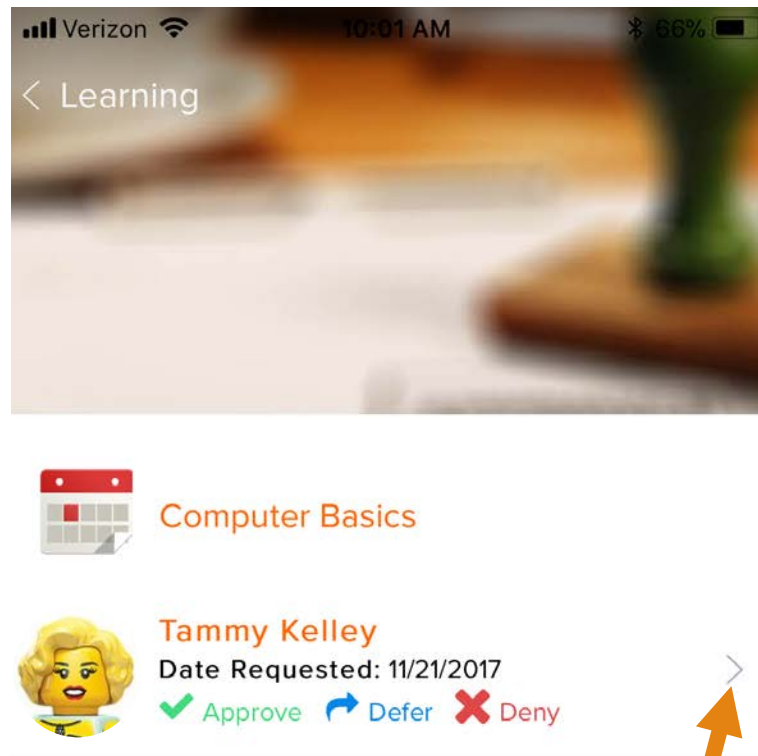 Verizon 10:01 AM 66%
< Learning
Computer Basics
Tammy Kelley
Date Requested: 11/21/2017
Approve Defer Deny